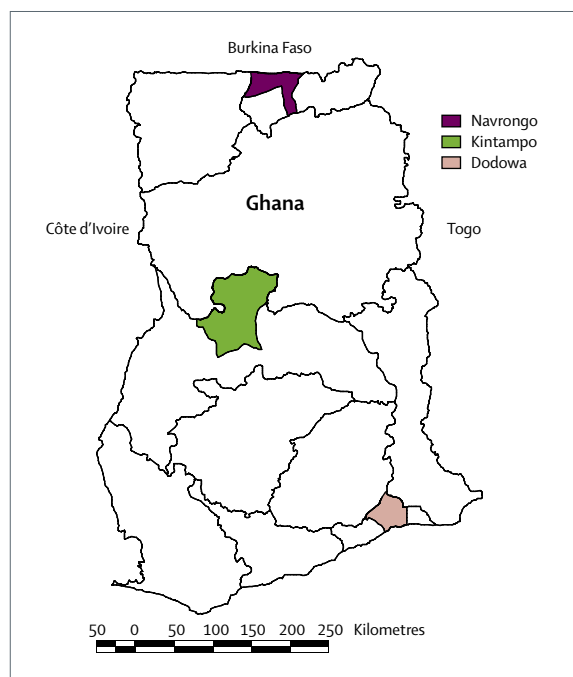 Burkina Faso
Navrongo
Kintampo
Dodowa
Ghana
Côte d’Ivoire
Togo
50 0 50 100 150 200 250 Kilometres